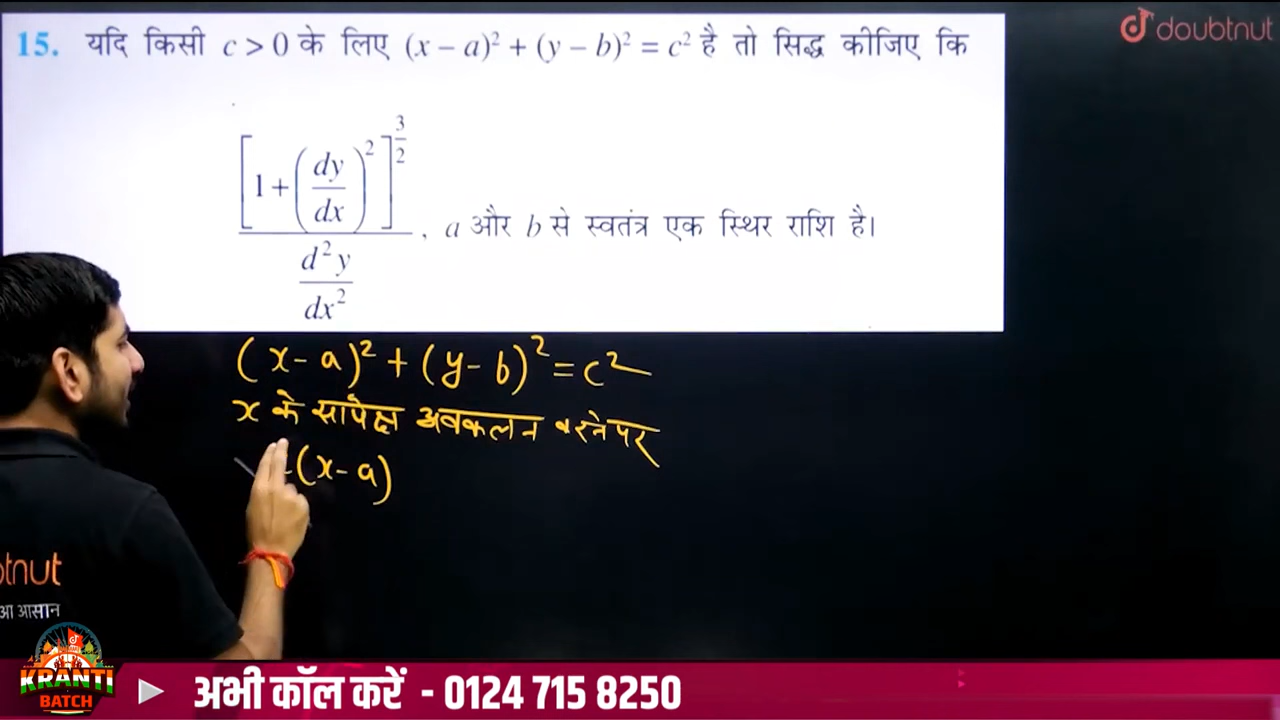 15. यदि किसी c > 0 के लिए (x – a)² + (y – b)² = c² है तो सिद्ध कीजिए कि
doubtnut
[1 + (dy/dx)²]^(3/2) / (d²y/dx²) , a और b से स्वतंत्र एक स्थिर राशि है।
(x - a)² + (y - b)² = c²
x के सापेक्ष अवकलन करने पर
(x - a)
otnut
आ आसान
KRANTI
BATCH
अभी कॉल करें - 0124 715 8250